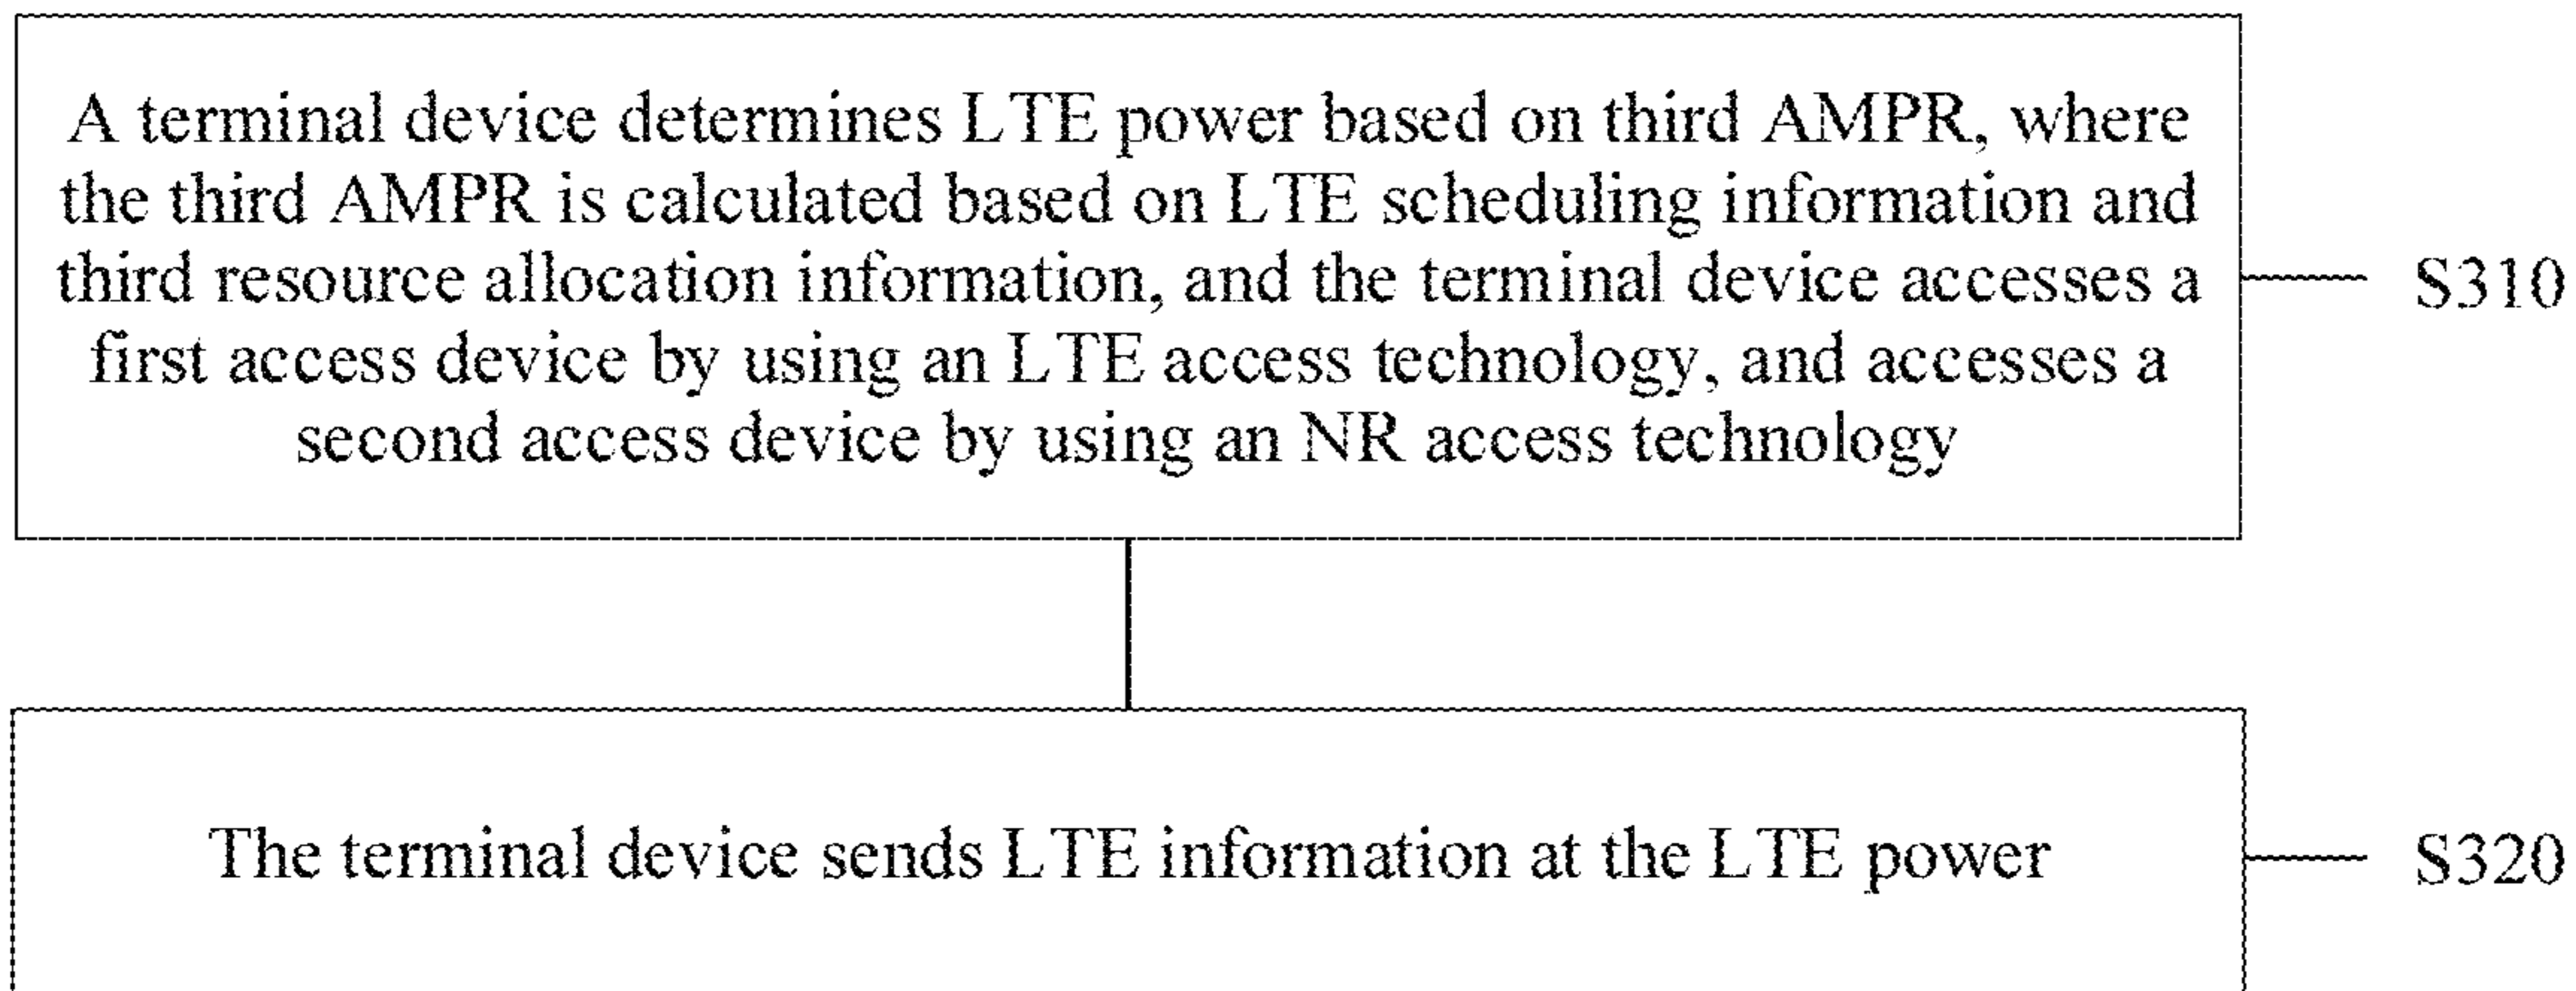 A terminal device determines LTE power based on third AMPR, where
the third AMPR is calculated based on LTE scheduling information and
third resource allocation information, and the terminal device accesses a
first access device by using an LTE access technology, and accesses a
second access device by using an NR access technology
S310
The terminal device sends LTE information at the LTE power
S320